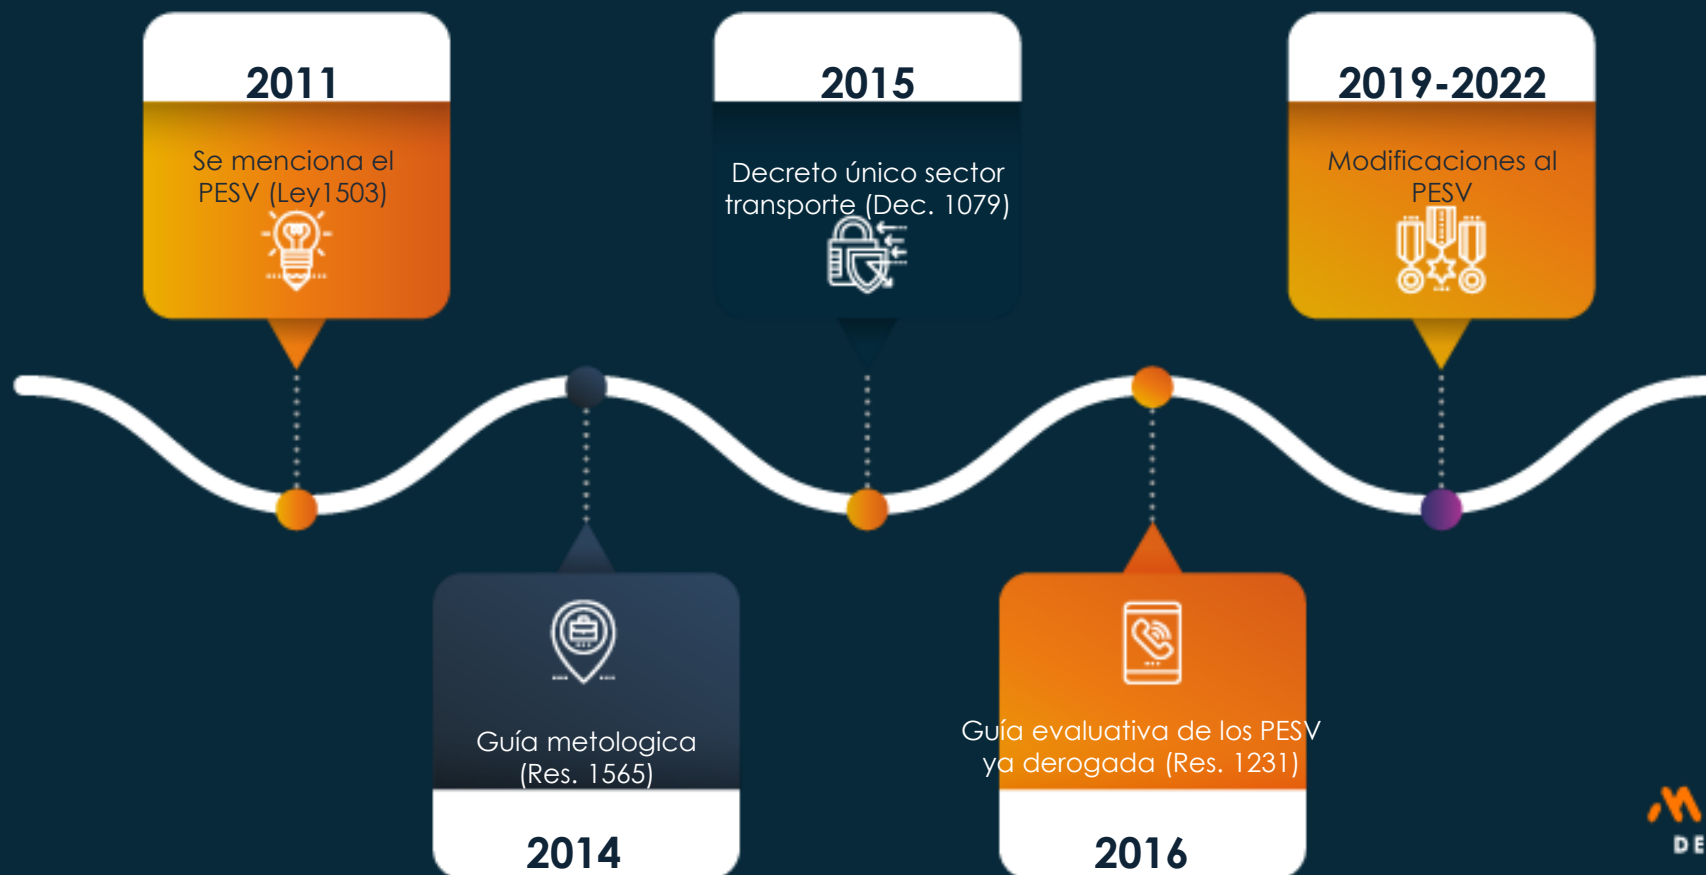 2011
Se menciona el
PESV (Ley1503)
2015
Decreto único sector
transporte (Dec. 1079)
2019-2022
Modificaciones al
PESV
Guía metologica
(Res. 1565)
2014
Guía evaluativa de los PESV
ya derogada (Res. 1231)
2016
DE